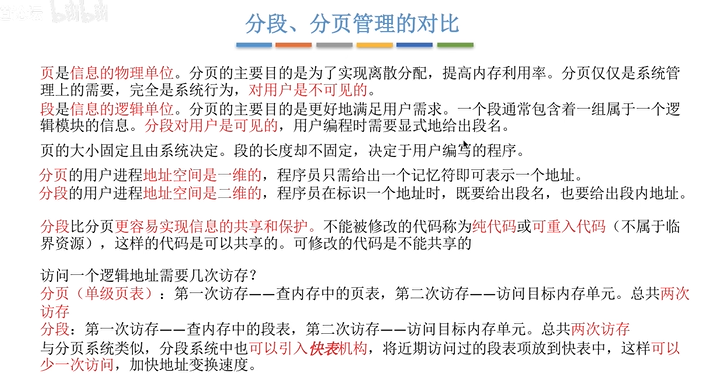 分段、分页管理的对比
页是信息的物理单位。分页的主要目的是为了实现离散分配，提高内存利用率。分页仅仅是系统管
理上的需要，完全是系统行为，对用户是不可见的。
段是信息的逻辑单位。分页的主要目的是更好地满足用户需求。一个段通常包含着一组属于一个逻
辑模块的信息。分段对用户是可见的，用户编程时需要显式地给出段名。
页的大小固定且由系统决定。段的长度却不固定，决定于用户编写的程序。
分页的用户进程地址空间是一维的，程序员只需给出一个记忆符即可表示一个地址。
分段的用户进程地址空间是二维的，程序员在标识一个地址时，既要给出段名，也要给出段内地址。
分段比分页更容易实现信息的共享和保护。不能被修改的代码称为纯代码或可重入代码（不属于临
界资源），这样的代码是可以共享的。可修改的代码是不能共享的
访问一个逻辑地址需要几次访存？
分页（单级页表）：第一次访存——查内存中的页表，第二次访存——访问目标内存单元。总共两次
访存
分段：第一次访存——查内存中的段表，第二次访存——访问目标内存单元。总共两次访存
与分页系统类似，分段系统中也可以引入快表机构，将近期访问过的段表项放到快表中，这样可以
少一次访问，加快地址变换速度。